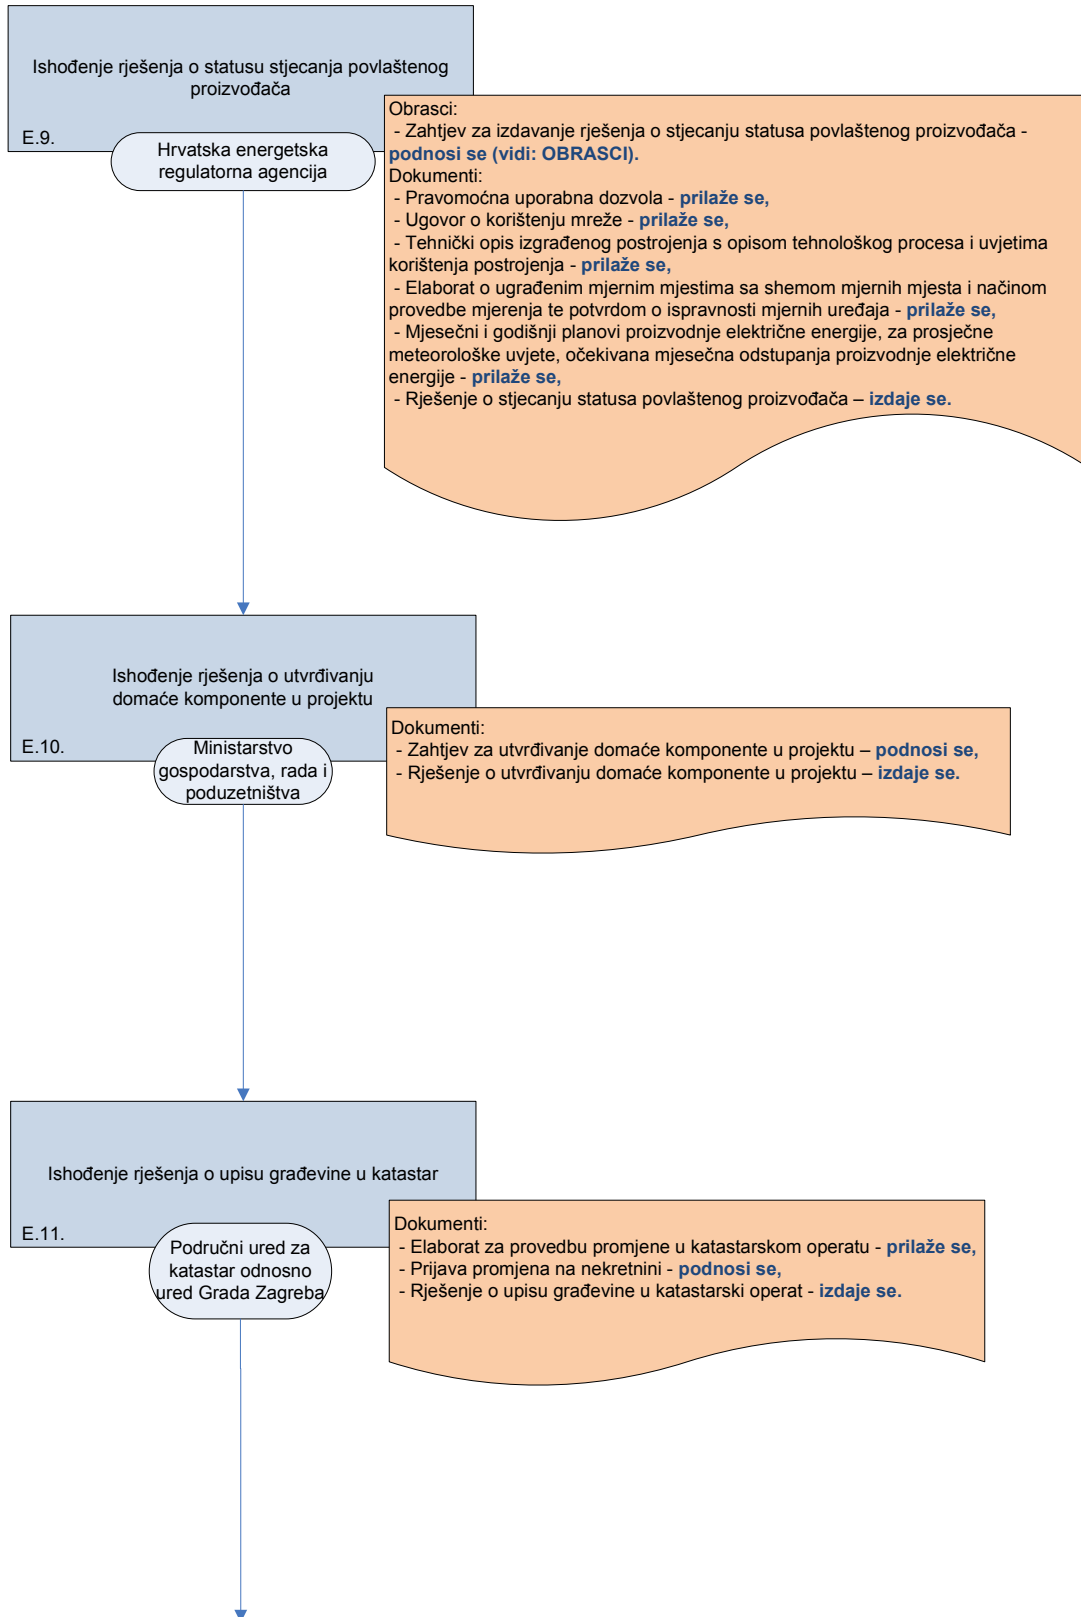 Ishođenje rješenja o statusu stjecanja povlaštenog
proizvođača
E.9.
Hrvatska energetska
regulatorna agencija
Obrasci:
- Zahtjev za izdavanje rješenja o stjecanju statusa povlaštenog proizvođača -
podnosi se (vidi: OBRASCI).
Dokumenti:
- Pravomoćna uporabna dozvola - prilaže se,
- Ugovor o korištenju mreže - prilaže se,
- Tehnički opis izgrađenog postrojenja s opisom tehnološkog procesa i uvjetima
korištenja postrojenja - prilaže se,
- Elaborat o ugrađenim mjernim mjestima sa shemom mjernih mjesta i načinom
provedbe mjerenja te potvrdom o ispravnosti mjernih uređaja - prilaže se,
- Mjesečni i godišnji planovi proizvodnje električne energije, za prosječne
meteorološke uvjete, očekivana mjesečna odstupanja proizvodnje električne
energije - prilaže se,
- Rješenje o stjecanju statusa povlaštenog proizvođača – izdaje se.
Ishođenje rješenja o utvrđivanju
domaće komponente u projektu
E.10.
Ministarstvo
gospodarstva, rada i
poduzetništva
Dokumenti:
- Zahtjev za utvrđivanje domaće komponente u projektu – podnosi se,
- Rješenje o utvrđivanju domaće komponente u projektu – izdaje se.
Ishođenje rješenja o upisu građevine u katastar
E.11.
Područni ured za
katastar odnosno
ured Grada Zagreba
Dokumenti:
- Elaborat za provedbu promjene u katastarskom operatu - prilaže se,
- Prijava promjena na nekretnini - podnosi se,
- Rješenje o upisu građevine u katastarski operat - izdaje se.